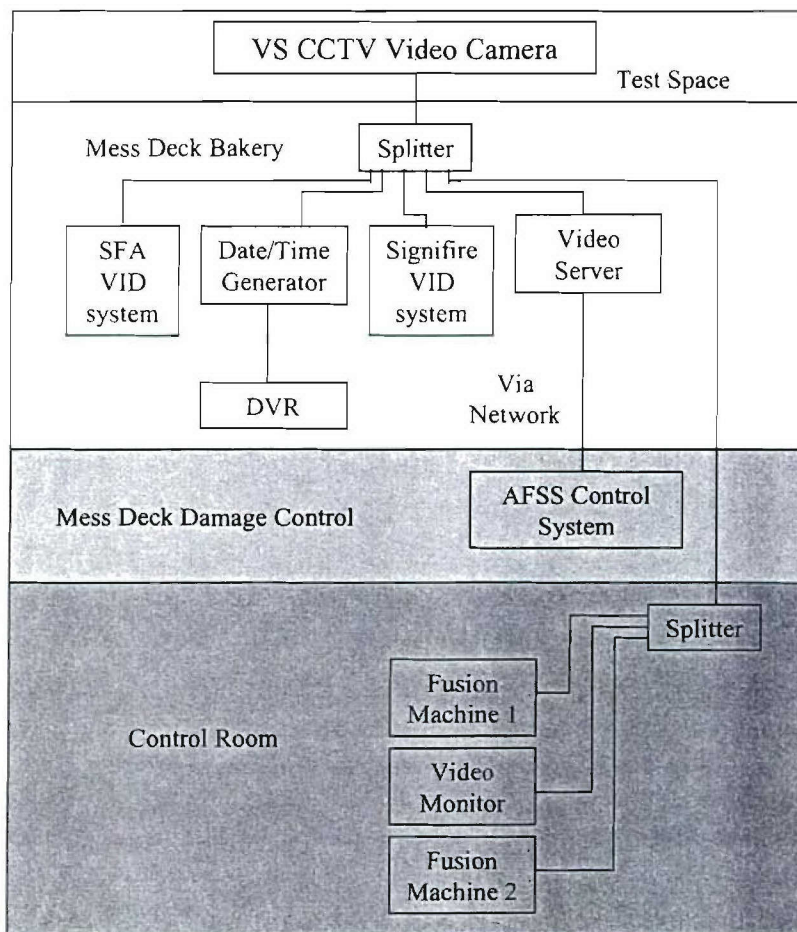 VS CCTV Video Camera
Test Space
Mess Deck Bakery
Splitter
SFA
VID
system
Date/Time
Generator
Signifire
VID
system
Video
Server
DVR
Via
Network
Mess Deck Damage Control
AFSS Control
System
Splitter
Control Room
Fusion
Machine 1
Video
Monitor
Fusion
Machine 2